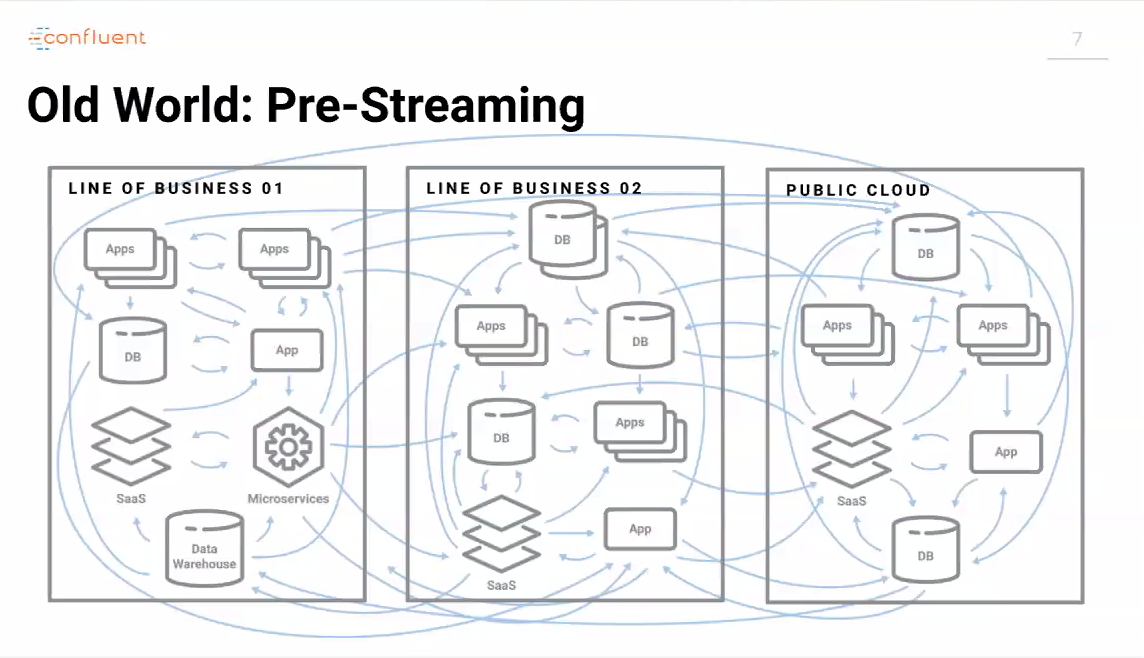 confluent
7
Old World: Pre-Streaming
LINE OF BUSINESS 01
Apps
Apps
DB
App
SaaS
Microservices
Data
Warehouse
LINE OF BUSINESS 02
DB
Apps
DB
DB
Apps
SaaS
App
PUBLIC CLOUD
DB
Apps
Apps
SaaS
App
DB